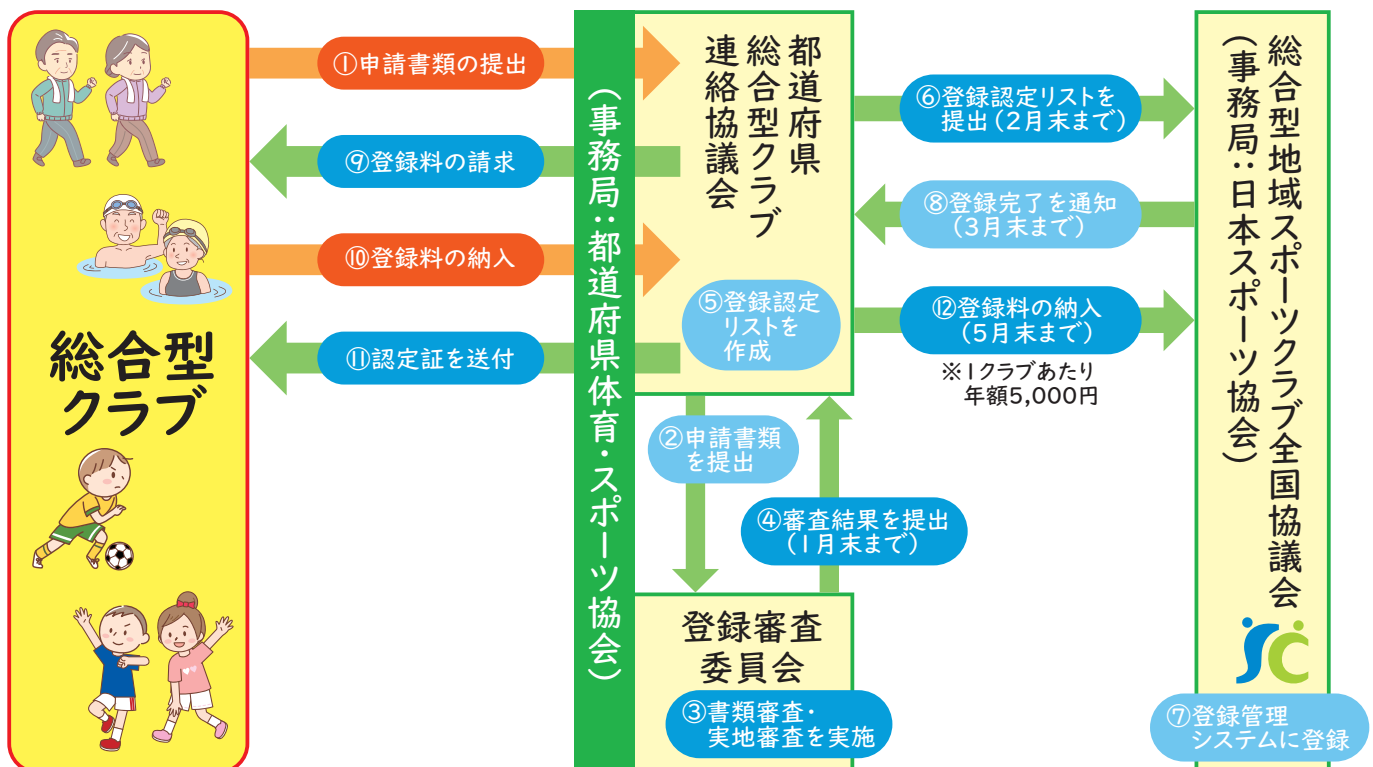 総合型
クラブ
①申請書類の提出
⑨登録料の請求
⑩登録料の納入
⑪認定証を送付
(事務局:都道府県体育・スポーツ協会)
都道府県
総合型クラブ
連絡協議会
⑤登録認定
リストを
作成
②申請書類
を提出
④審査結果を提出
(1月末まで)
登録審査
委員会
③書類審査・
実地審査を実施
⑥登録認定リストを
提出(2月末まで)
⑧登録完了を通知
(3月末まで)
⑫登録料の納入
(5月末まで)
※1クラブあたり
年額5,000円
総合型地域スポーツクラブ全国協議会
(事務局:日本スポーツ協会)
SC
⑦登録管理
システムに登録